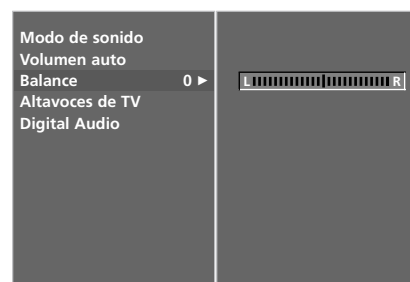 Modo de sonido
Volumen auto
Balance 0 ► L R
Altavoces de TV
Digital Audio